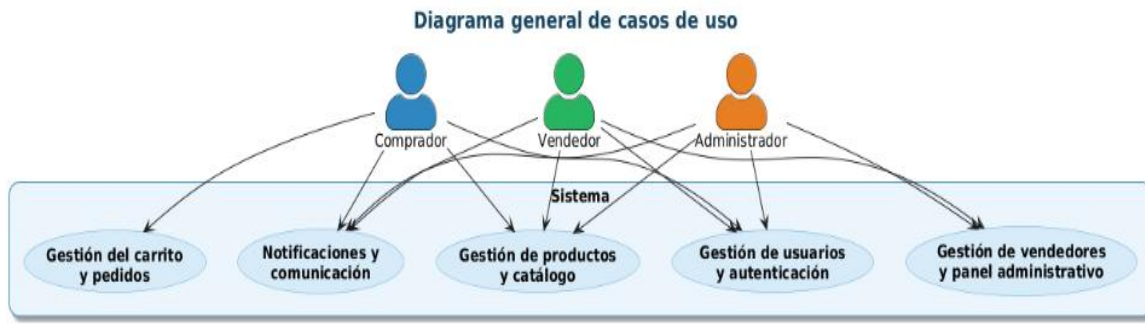 Diagrama general de casos de uso
Comprador
Vendedor
Administrador
Sistema
Gestión del carrito
y pedidos
Notificaciones y
comunicación
Gestión de productos
y catálogo
Gestión de usuarios
y autenticación
Gestión de vendedores
y panel administrativo